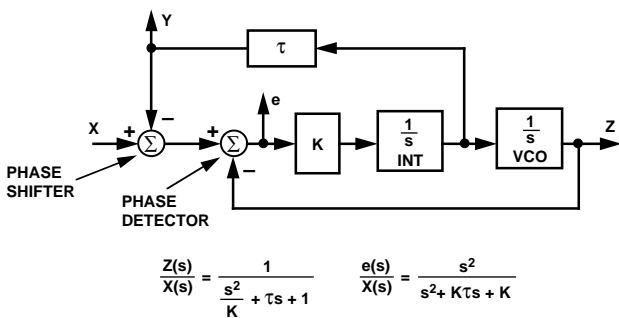 Y
τ
e
X
+
−
Σ
+
Σ
−
K
1/s
INT
1/s
VCO
Z
PHASE
SHIFTER
PHASE
DETECTOR
Z(s)/X(s) = 1/(s²/K + τs + 1)
e(s)/X(s) = s²/(s² + Kτs + K)